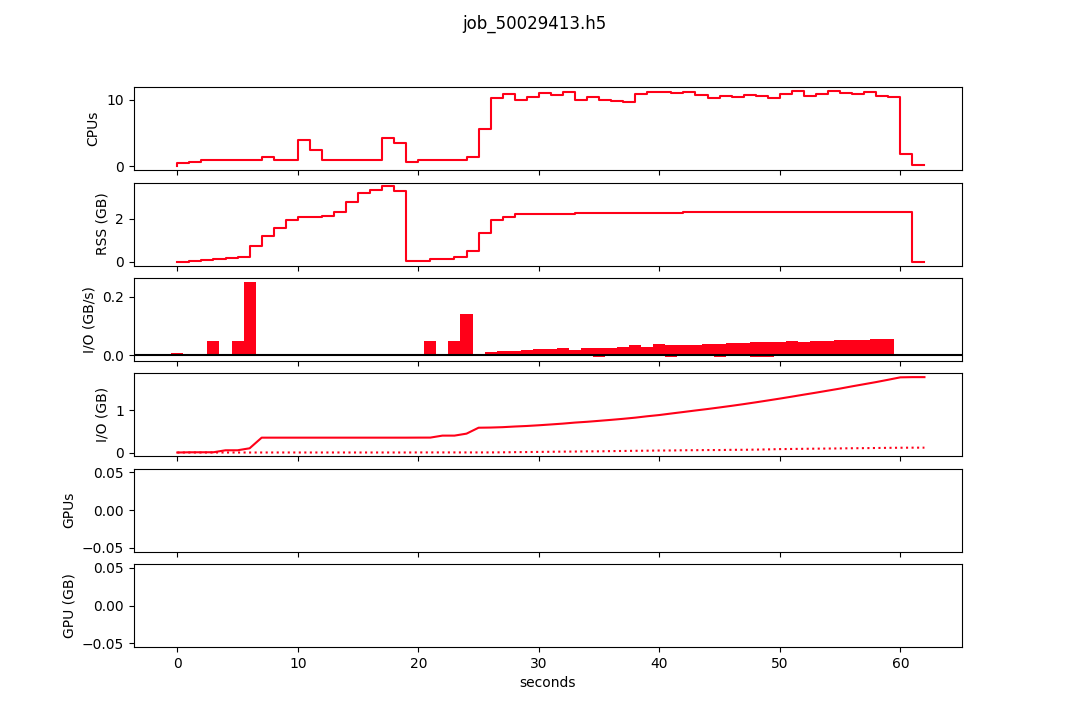 job_50029413.h5
CPUs
10
0
RSS (GB)
2
0
I/O (GB/s)
0.2
0.0
I/O (GB)
1
0
GPUs
0.05
0.00
−0.05
GPU (GB)
0.05
0.00
−0.05
0 10 20 30 40 50 60
seconds